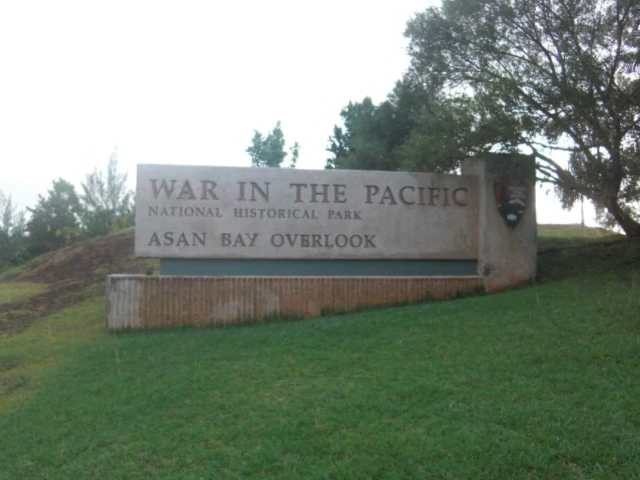 WAR IN THE PACIFIC
NATIONAL HISTORICAL PARK
ASAN BAY OVERLOOK